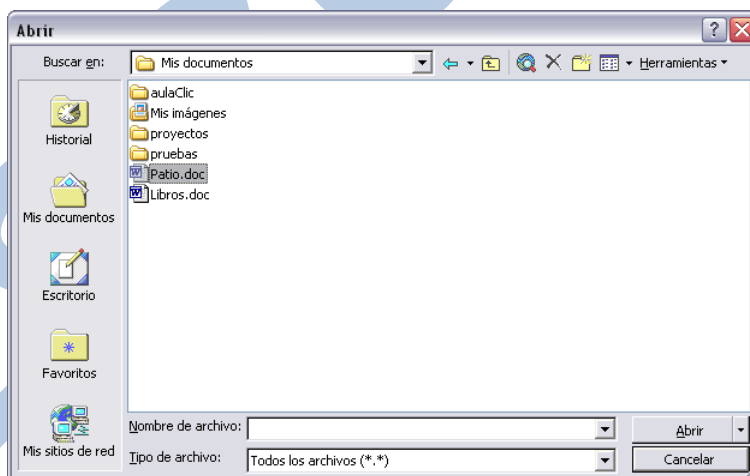 Abrir
Buscar en:
Mis documentos
Herramientas
Historial
Mis documentos
Escritorio
Favoritos
Mis sitios de red
aulaClic
Mis imágenes
proyectos
pruebas
Patio.doc
Libros.doc
Nombre de archivo:
Abrir
Tipo de archivo:
Todos los archivos (*.*)
Cancelar